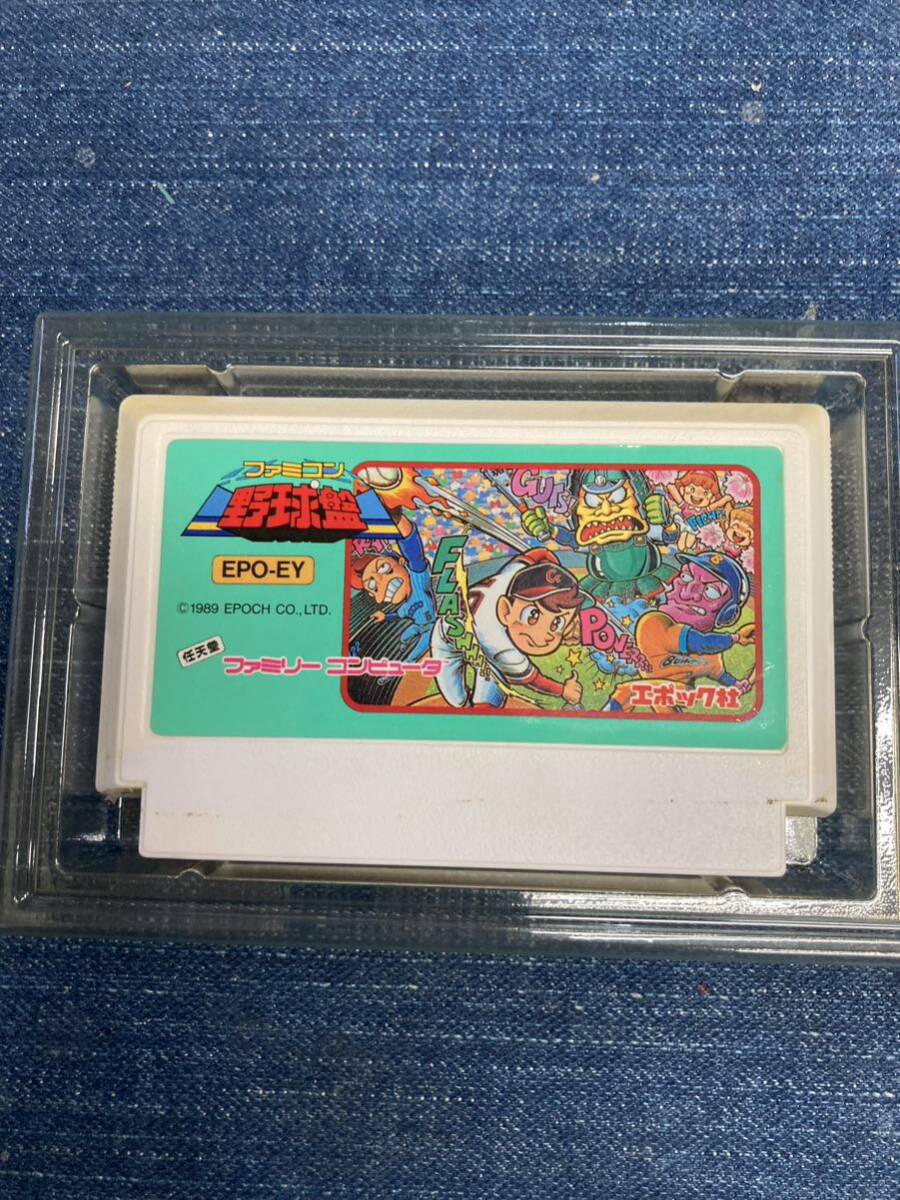 ファミコン
野球盤
EPO-EY
©1989 EPOCH CO.,LTD.
任天堂
ファミリー コンピュータ
GUTS
FLASH!!!
PON
エポック社